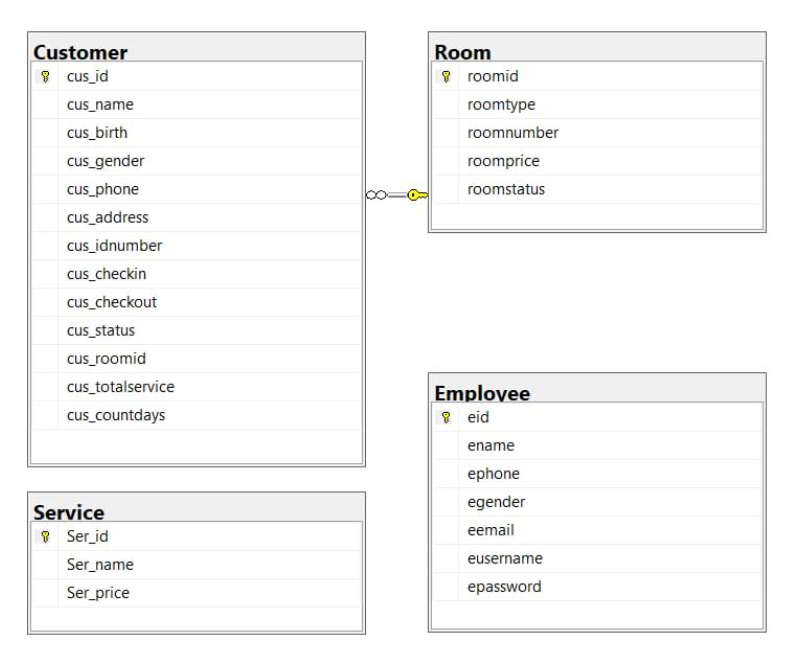 Customer
cus_id
cus_name
cus_birth
cus_gender
cus_phone
cus_address
cus_idnumber
cus_checkin
cus_checkout
cus_status
cus_roomid
cus_totalservice
cus_countdays
Room
roomid
roomtype
roomnumber
roomprice
roomstatus
Service
Ser_id
Ser_name
Ser_price
Employee
eid
ename
ephone
egender
eemail
eusername
epassword